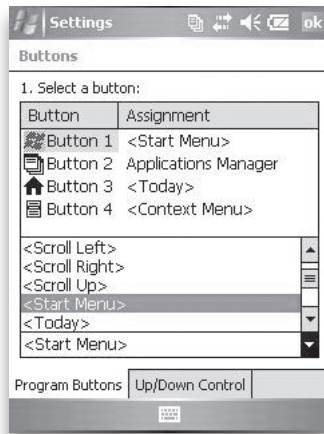 Settings
ok
Buttons
1. Select a button:
Button Assignment
Button 1 <Start Menu>
Button 2 Applications Manager
Button 3 <Today>
Button 4 <Context Menu>
<Scroll Left>
<Scroll Right>
<Scroll Up>
<Start Menu>
<Today>
<Start Menu>
Program Buttons Up/Down Control